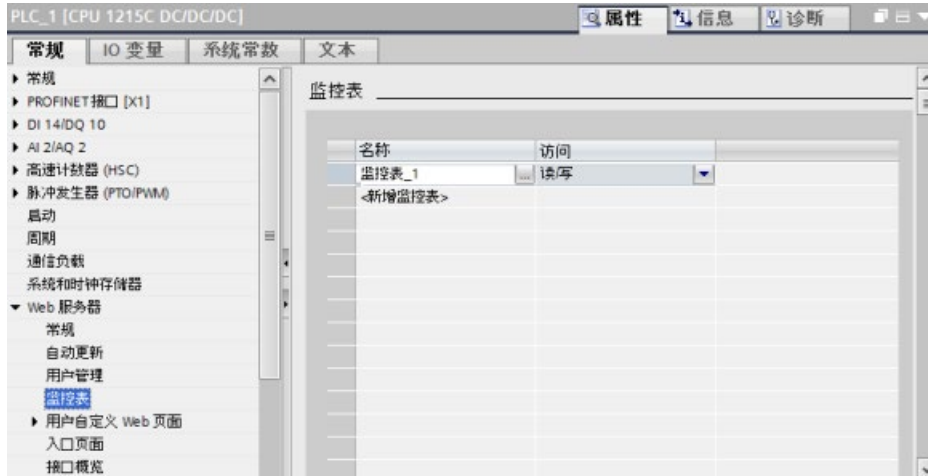 PLC_1 [CPU 1215C DC/DC/DC]
属性 信息 诊断
常规 IO 变量 系统常数 文本
常规
PROFINET接口 [X1]
DI 14/DQ 10
AI 2/AQ 2
高速计数器 (HSC)
脉冲发生器 (PTO/PWM)
启动
周期
通信负载
系统和时钟存储器
Web 服务器
常规
自动更新
用户管理
监控表
用户自定义 Web 页面
入口页面
接口概览
监控表
名称 访问
监控表_1 ... 读/写
<新增监控表>